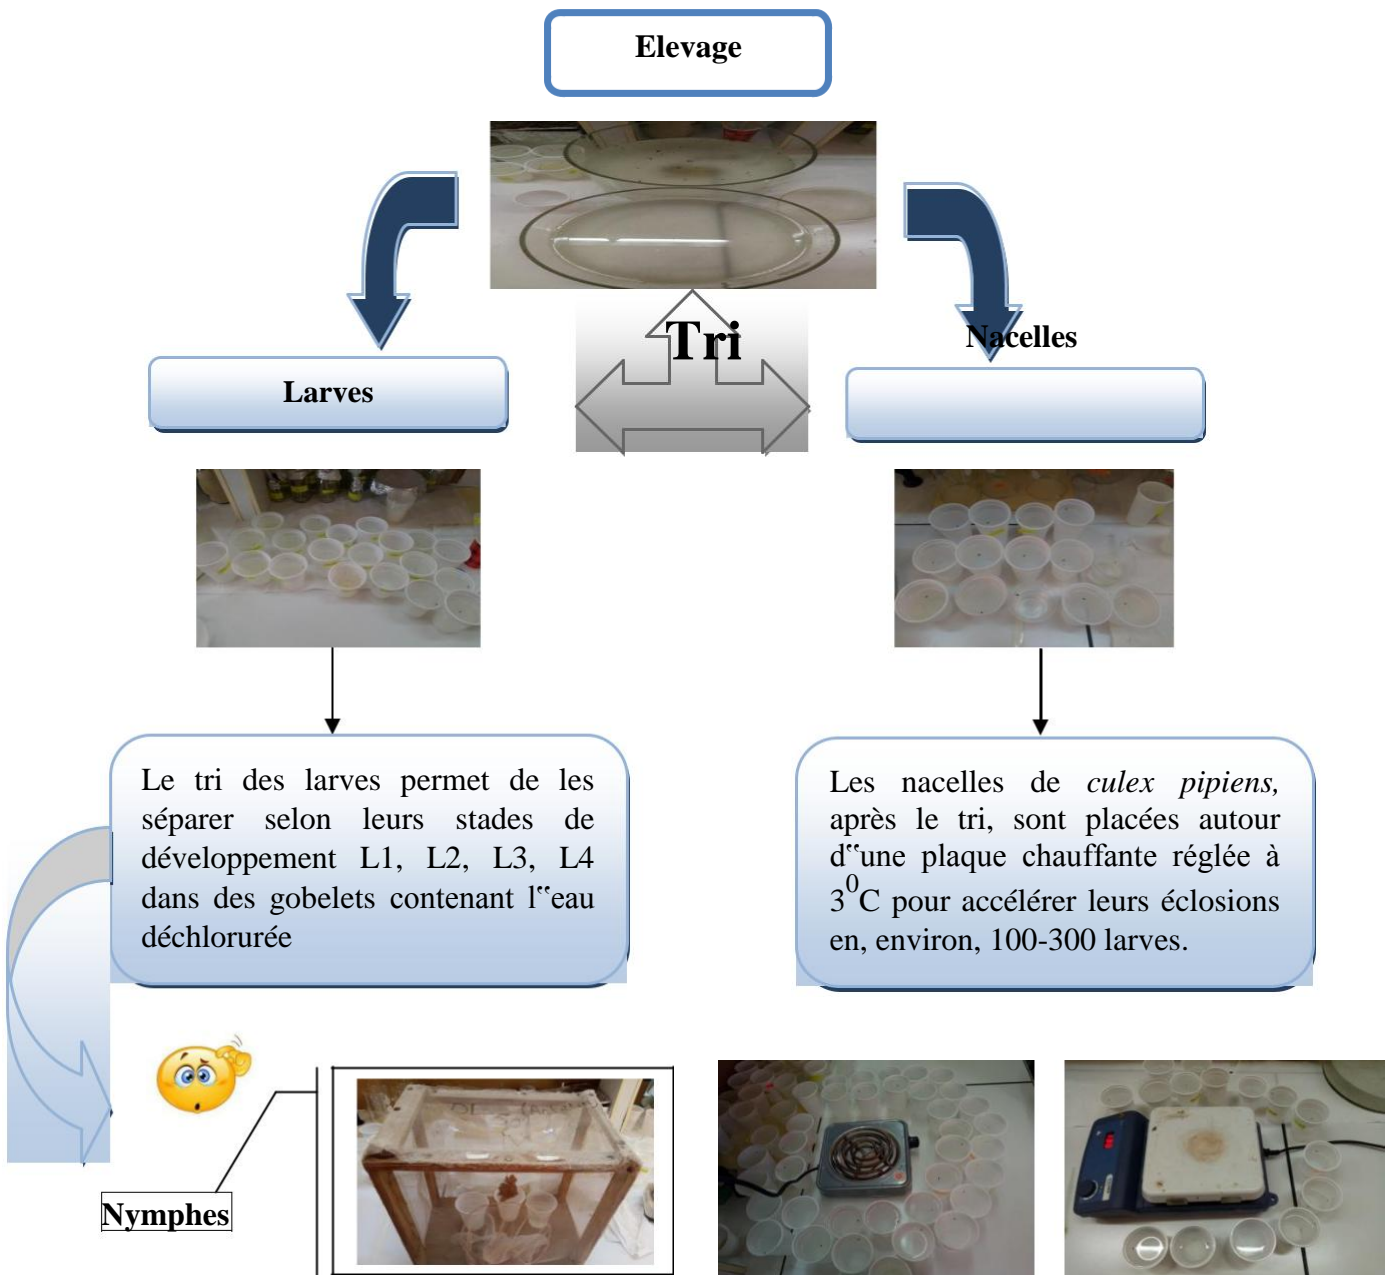 Elevage
Tri
Nacelles
Larves
Le tri des larves permet de les
séparer selon leurs stades de
développement L1, L2, L3, L4
dans des gobelets contenant l‟eau
déchlorurée
Les nacelles de culex pipiens,
après le tri, sont placées autour
d‟une plaque chauffante réglée à
3⁰C pour accélérer leurs éclosions
en, environ, 100-300 larves.
Nymphes